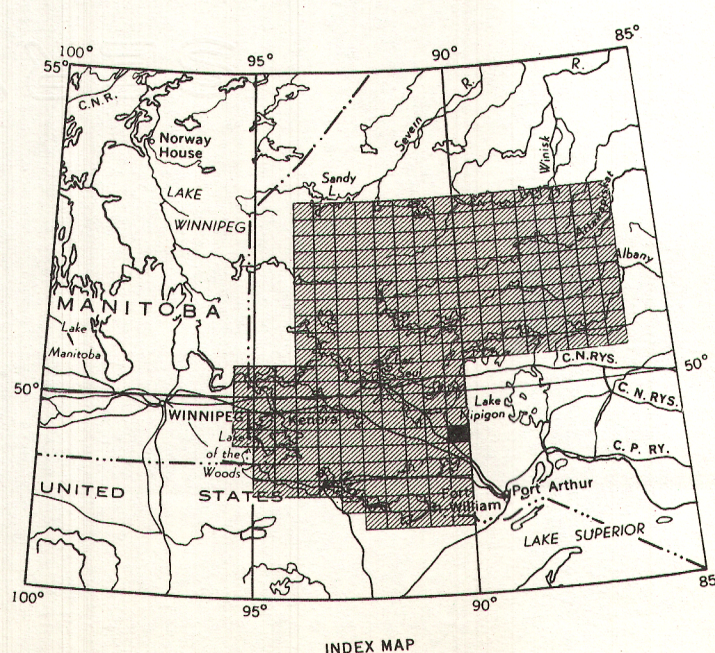 100°
95°
90°
85°
55°
C.N.R.
R.
R.
Severn
Winisk
Norway
House
Sandy
L.
LAKE
WINNIPEG
Attawapiskat
Albany
MANITOBA
Lake
Manitoba
C.N.RYS.
50°
50°
C. N. RYS.
Seul
Lake
Nipigon
WINNIPEG
Kenora
Lake
of the
Woods
C. P. RY.
UNITED STATES
Fort
William
Port Arthur
LAKE SUPERIOR
100°
95°
90°
85
INDEX MAP